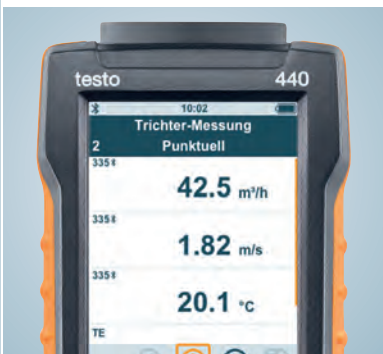 testo 440
10:02
Trichter-Messung
2 Punktuell
335
42.5 m³/h
335
1.82 m/s
335
20.1 °C
TE